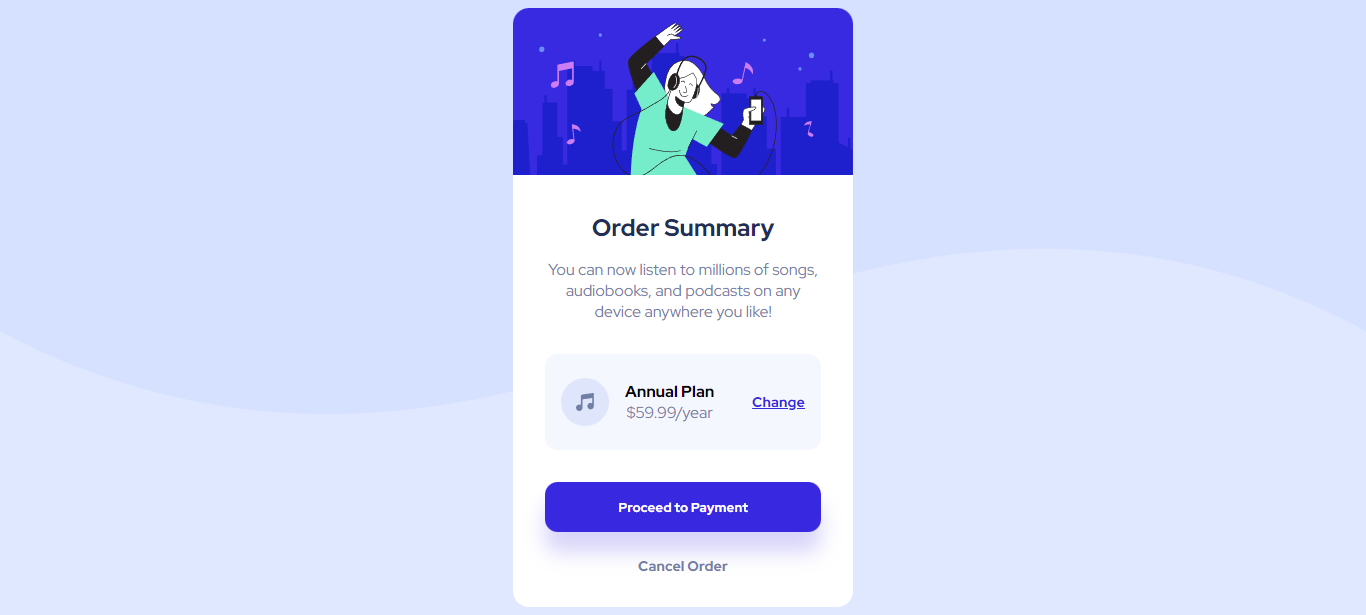 Order Summary
You can now listen to millions of songs,
audiobooks, and podcasts on any
device anywhere you like!
Annual Plan
$59.99/year
Change
Proceed to Payment
Cancel Order